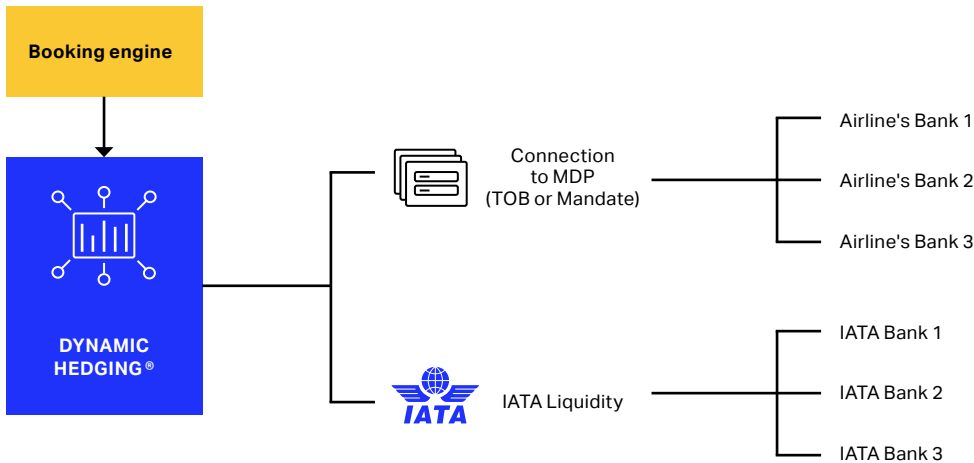 Booking engine
DYNAMIC
HEDGING®
Connection
to MDP
(TOB or Mandate)
Airline's Bank 1
Airline's Bank 2
Airline's Bank 3
IATA
IATA Liquidity
IATA Bank 1
IATA Bank 2
IATA Bank 3